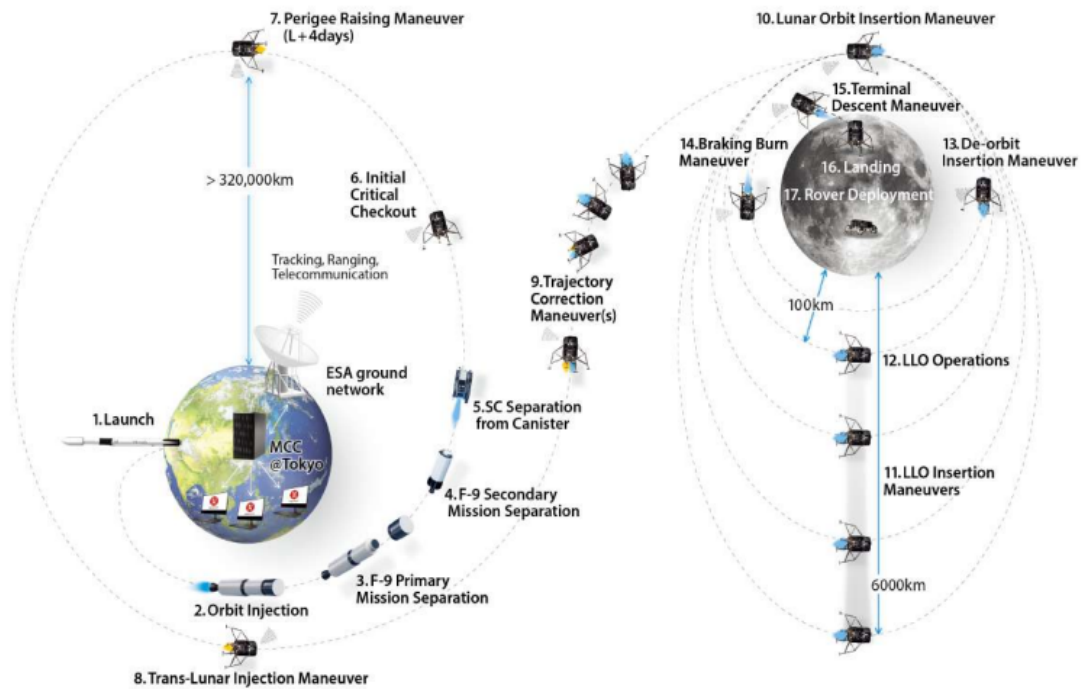 7. Perigee Raising Maneuver
(L + 4days)
> 320,000km
6. Initial
Critical
Checkout
Tracking, Ranging,
Telecommunication
ESA ground
network
1. Launch
MCC
@Tokyo
5.SC Separation
from Canister
4. F-9 Secondary
Mission Separation
3. F-9 Primary
Mission Separation
2. Orbit Injection
8. Trans-Lunar Injection Maneuver
9.Trajectory
Correction
Maneuver(s)
10. Lunar Orbit Insertion Maneuver
15.Terminal
Descent Maneuver
14.Braking Burn
Maneuver
13. De-orbit
Insertion Maneuver
16. Landing
17. Rover Deployment
100km
12. LLO Operations
11. LLO Insertion
Maneuvers
6000km